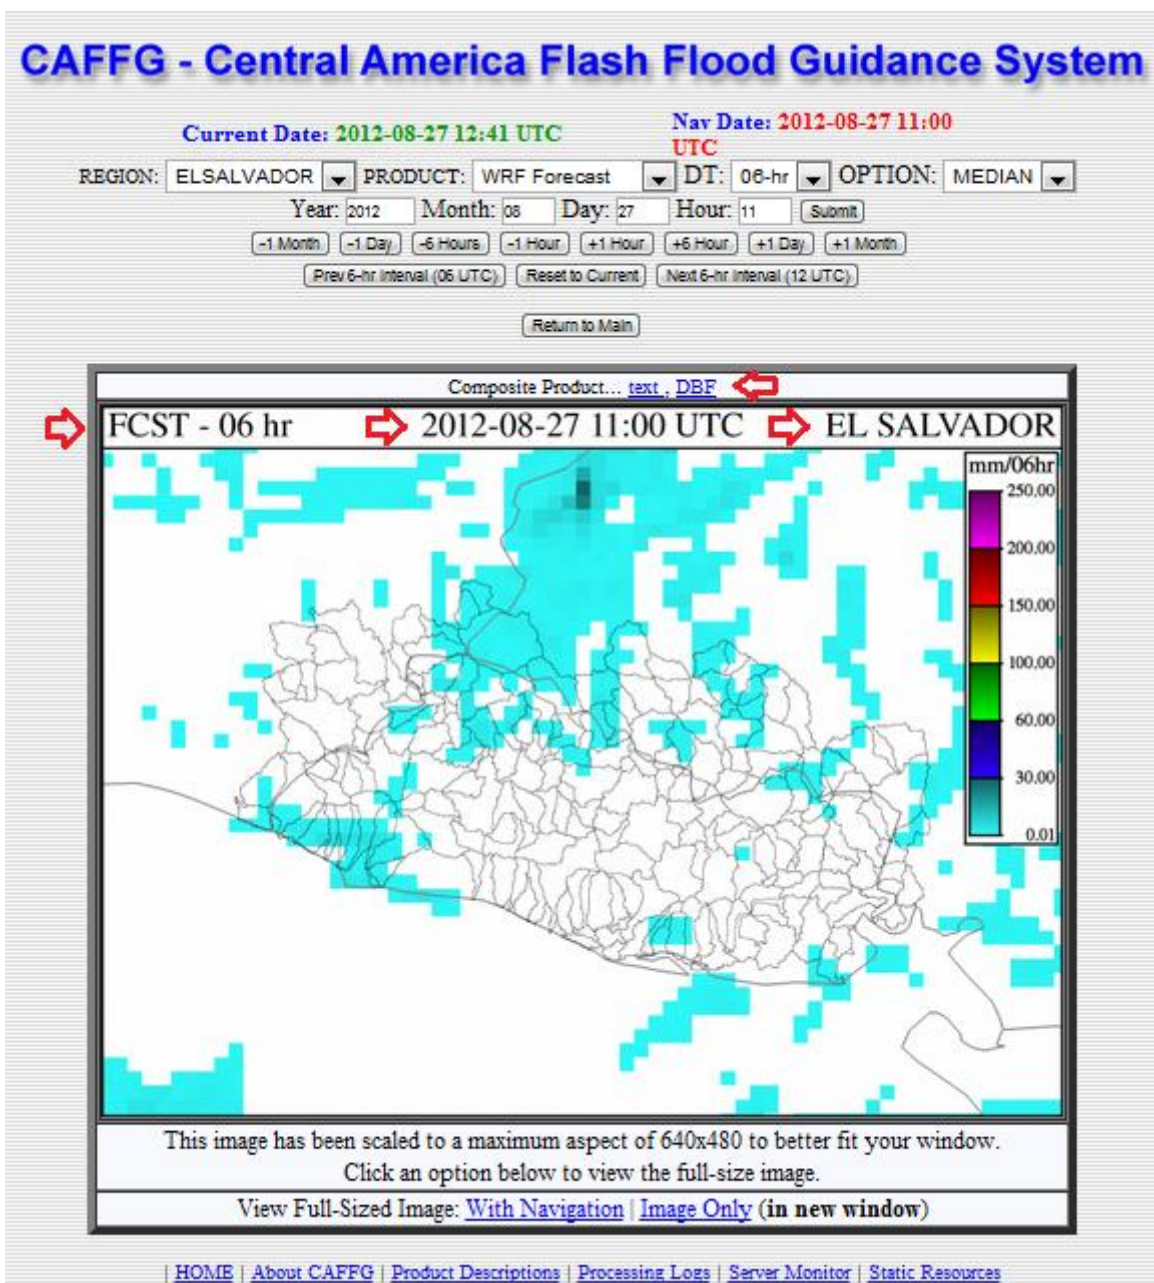 CAFFG - Central America Flash Flood Guidance System
Current Date: 2012-08-27 12:41 UTC
Nav Date: 2012-08-27 11:00
UTC
REGION: ELSALVADOR PRODUCT: WRF Forecast DT: 06-hr OPTION: MEDIAN
Year: 2012 Month: 08 Day: 27 Hour: 11 Submit
-1 Month -1 Day -6 Hours -1 Hour +1 Hour +6 Hour +1 Day +1 Month
Prev 6-hr Interval (06 UTC) Reset to Current Next 6-hr Interval (12 UTC)
Return to Main
Composite Product... text , DBF
FCST - 06 hr 2012-08-27 11:00 UTC EL SALVADOR
mm/06hr
250.00
200.00
150.00
100.00
60.00
30.00
0.01
This image has been scaled to a maximum aspect of 640x480 to better fit your window.
Click an option below to view the full-size image.
View Full-Sized Image: With Navigation | Image Only (in new window)
| HOME | About CAFFG | Product Descriptions | Processing Logs | Server Monitor | Static Resources